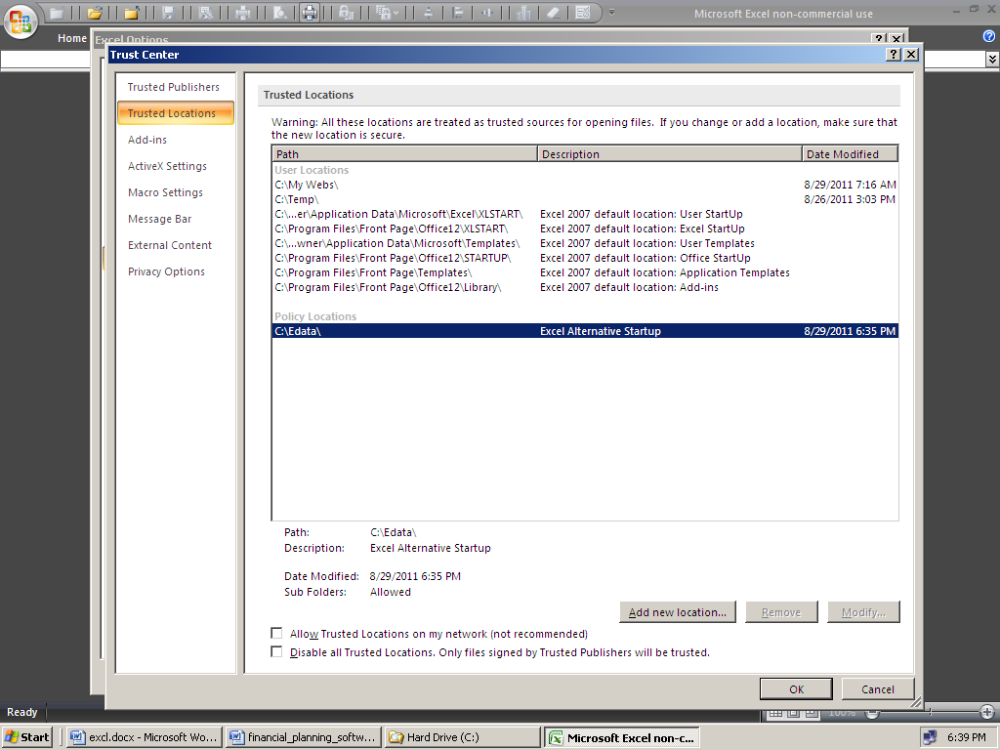 Microsoft Excel non-commercial use
Home
Excel Options
Trust Center
Trusted Publishers
Trusted Locations
Add-ins
ActiveX Settings
Macro Settings
Message Bar
External Content
Privacy Options
Trusted Locations
Warning: All these locations are treated as trusted sources for opening files. If you change or add a location, make sure that
the new location is secure.
Path Description Date Modified
User Locations
C:\My Webs\ 8/29/2011 7:16 AM
C:\Temp\ 8/26/2011 3:03 PM
C:\...er\Application Data\Microsoft\Excel\XLSTART\ Excel 2007 default location: User StartUp
C:\Program Files\Front Page\Office12\XLSTART\ Excel 2007 default location: Excel StartUp
C:\...wner\Application Data\Microsoft\Templates\ Excel 2007 default location: User Templates
C:\Program Files\Front Page\Office12\STARTUP\ Excel 2007 default location: Office StartUp
C:\Program Files\Front Page\Templates\ Excel 2007 default location: Application Templates
C:\Program Files\Front Page\Office12\Library\ Excel 2007 default location: Add-ins
Policy Locations
C:\Edata\ Excel Alternative Startup 8/29/2011 6:35 PM
Path: C:\Edata\
Description: Excel Alternative Startup
Date Modified: 8/29/2011 6:35 PM
Sub Folders: Allowed
Add new location... Remove Modify...
Allow Trusted Locations on my network (not recommended)
Disable all Trusted Locations. Only files signed by Trusted Publishers will be trusted.
OK Cancel
Ready 100%
Start excl.docx - Microsoft Wo... financial_planning_softw... Hard Drive (C:) Microsoft Excel non-c... 6:39 PM